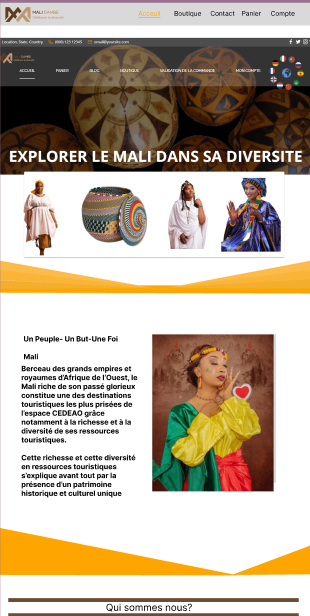 MALI DAMBE
Acceuil Boutique Contact Panier Compte
Location, State, Country (000) 123 12345 email@yoursite.com
ACCUEIL PANIER BLOG BOUTIQUE VALIDATION DE LA COMMANDE MON COMPTE
EXPLORER LE MALI DANS SA DIVERSITE
Un Peuple- Un But-Une Foi
Mali
Berceau des grands empires et
royaumes d'Afrique de l'Ouest, le
Mali riche de son passé glorieux
constitue une des destinations
touristiques les plus prisées de
l'espace CEDEAO grâce
notamment à la richesse et à la
diversité de ses ressources
touristiques.
Cette richesse et cette diversité
en ressources touristiques
s'explique avant tout par la
présence d'un patrimoine
historique et culturel unique
Qui sommes nous?